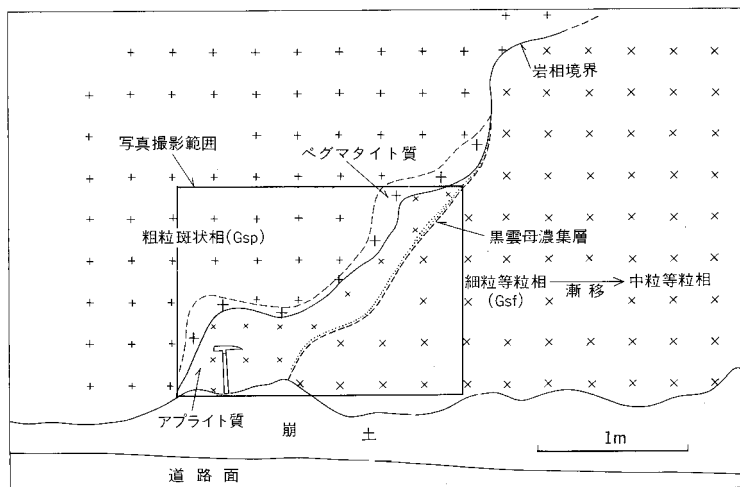 岩相境界
写真撮影範囲
ペグマタイト質
粗粒斑状相(Gsp)
黒雲母濃集層
細粒等粒相 漸移 中粒等粒相
(Gsf)
アプライト質
崩土
1m
道路面